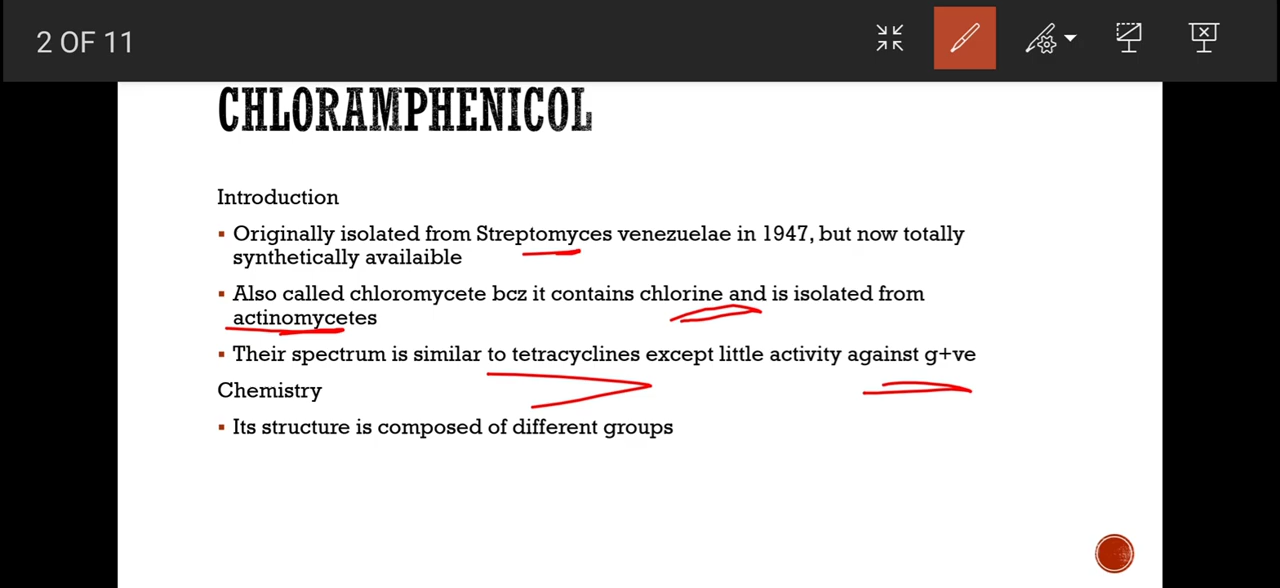 2 OF 11
CHLORAMPHENICOL
Introduction
▪ Originally isolated from Streptomyces venezuelae in 1947, but now totally
synthetically availaible
▪ Also called chloromycete bcz it contains chlorine and is isolated from
actinomycetes
▪ Their spectrum is similar to tetracyclines except little activity against g+ve
Chemistry
▪ Its structure is composed of different groups